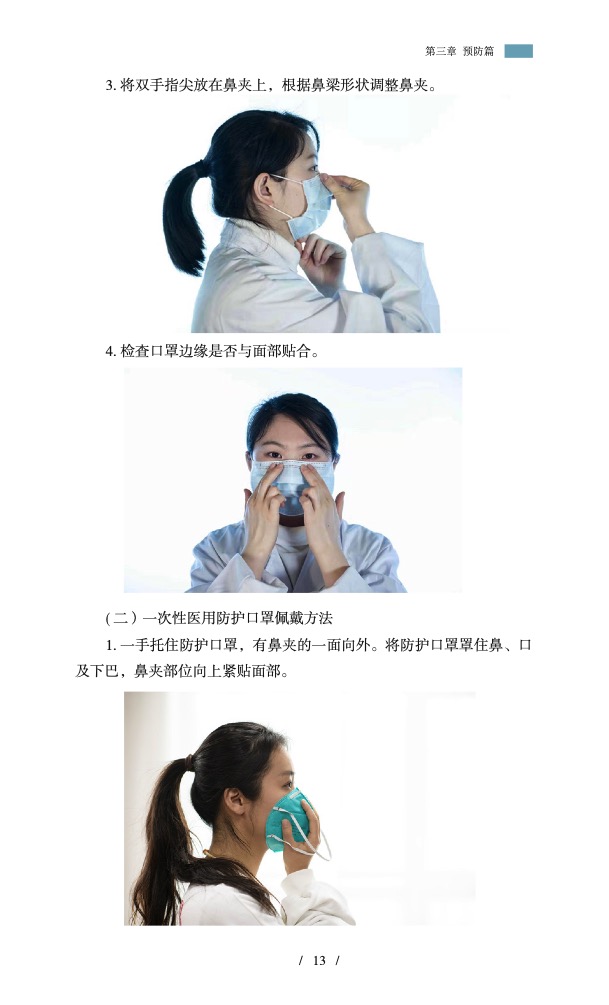 第三章 预防篇
3. 将双手指尖放在鼻夹上，根据鼻梁形状调整鼻夹。
4. 检查口罩边缘是否与面部贴合。
（二）一次性医用防护口罩佩戴方法
1. 一手托住防护口罩，有鼻夹的一面向外。将防护口罩罩住鼻、口
及下巴，鼻夹部位向上紧贴面部。
/ 13 /